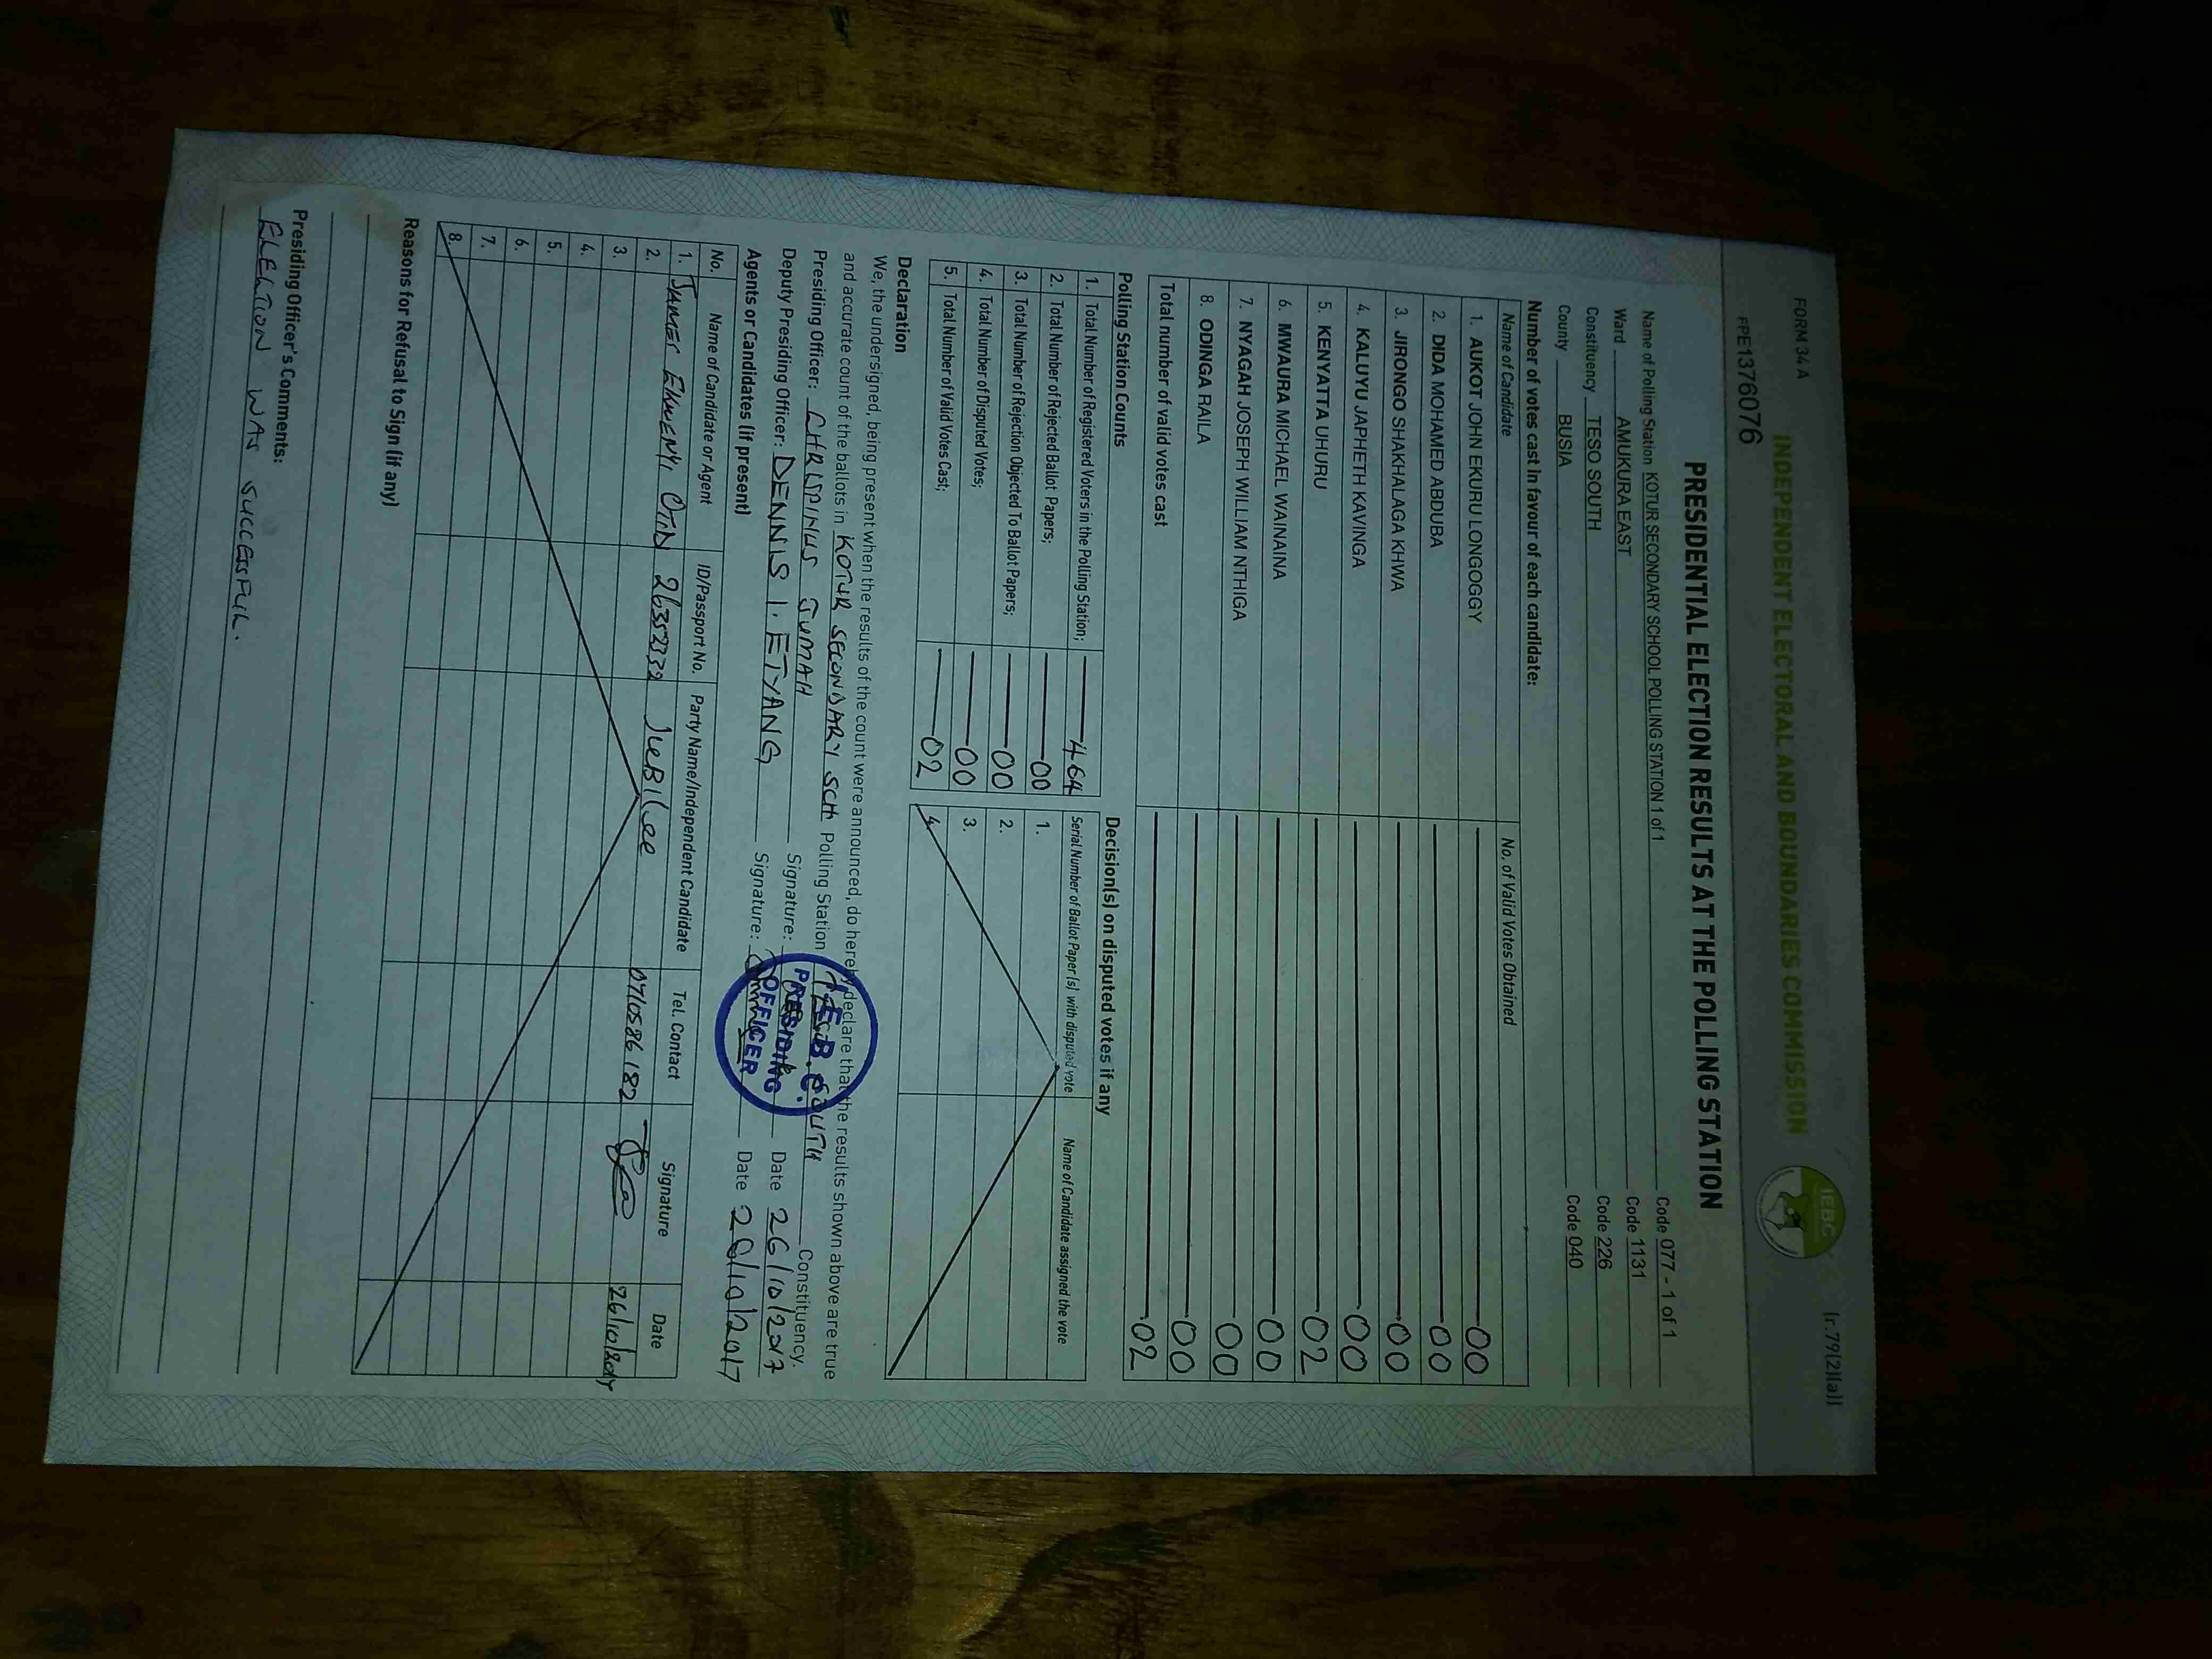 FORM 34 A
[r.79(2)(a)]
INDEPENDENT ELECTORAL AND BOUNDARIES COMMISSION
IEBC
FPE1376076
PRESIDENTIAL ELECTION RESULTS AT THE POLLING STATION
Name of Polling Station KOTUR SECONDARY SCHOOL POLLING STATION 1 of 1 Code 077 - 1 of 1
Ward AMUKURA EAST Code 1131
Constituency TESO SOUTH Code 226
County BUSIA Code 040
Number of votes cast in favour of each candidate:
Name of Candidate No. of Valid Votes Obtained
1. AUKOT JOHN EKURU LONGOGGY 00
2. DIDA MOHAMED ABDUBA 00
3. JIRONGO SHAKHALAGA KHWA 00
4. KALUYU JAPHETH KAVINGA 00
5. KENYATTA UHURU 02
6. MWAURA MICHAEL WAINAINA 00
7. NYAGAH JOSEPH WILLIAM NTHIGA 00
8. ODINGA RAILA 00
Total number of valid votes cast 02
Polling Station Counts
1. Total Number of Registered Voters in the Polling Station; 464
2. Total Number of Rejected Ballot Papers; 00
3. Total Number of Rejection Objected To Ballot Papers; 00
4. Total Number of Disputed Votes; 00
5. Total Number of Valid Votes Cast; 02
Decision(s) on disputed votes if any
Serial Number of Ballot Paper (s) with disputed vote Name of Candidate assigned the vote
1.
2.
3.
4.
Declaration
We, the undersigned, being present when the results of the count were announced, do hereby declare that the results shown above are true
and accurate count of the ballots in KOTUR SECONDARY SCH Polling Station TESO SOUTH Constituency.
Presiding Officer: CHRISPINUS JUMAH Signature: Date 26/10/2017
Deputy Presiding Officer: DENNIS I. ETYANG Signature: Date 26/10/2017
I.E.B.C.
PRESIDING
OFFICER
Agents or Candidates (if present)
No. Name of Candidate or Agent ID/Passport No. Party Name/Independent Candidate Tel. Contact Signature Date
1. JAMES 0710586182 26/10/2017
2.
3.
4.
5.
6.
7.
8.
Reasons for Refusal to Sign (if any)
Presiding Officer's Comments:
ELECTION WAS SUCCESSFUL.